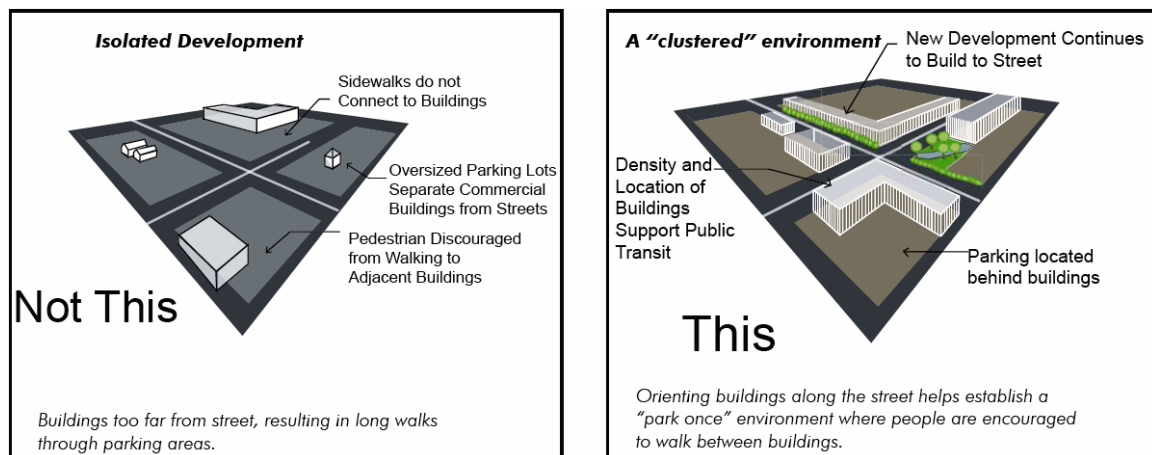 Isolated Development
Sidewalks do not
Connect to Buildings
Oversized Parking Lots
Separate Commercial
Buildings from Streets
Pedestrian Discouraged
from Walking to
Adjacent Buildings
Not This
Buildings too far from street, resulting in long walks
through parking areas.
A “clustered” environment
New Development Continues
to Build to Street
Density and
Location of
Buildings
Support Public
Transit
Parking located
behind buildings
This
Orienting buildings along the street helps establish a
“park once” environment where people are encouraged
to walk between buildings.